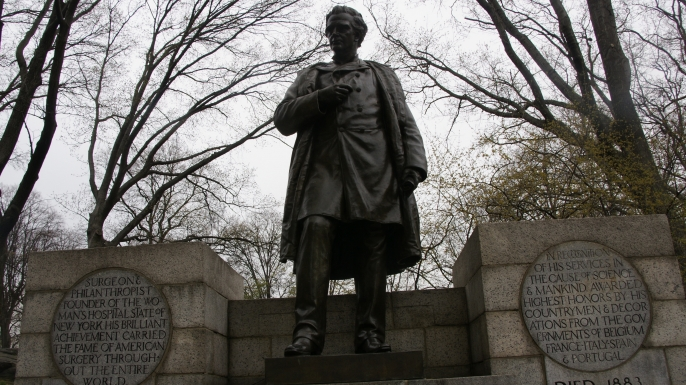 SURGEON &
PHILANTHROPIST
FOUNDER OF THE WO-
MAN'S HOSPITAL STATE OF
NEW YORK HIS BRILLIANT
ACHIEVEMENT CARRIED
THE FAME OF AMERICAN
SURGERY THROUGH-
OUT THE ENTIRE
WORLD
IN RECOGNITION
OF HIS SERVICES IN
THE CAUSE OF SCIENCE
& MANKIND AWARDED
HIGHEST HONORS BY HIS
COUNTRYMEN & DECOR-
ATIONS FROM THE GOV-
ERNMENTS OF BELGIUM
FRANCE·ITALY·SPAIN
& PORTUGAL
DIED 1883